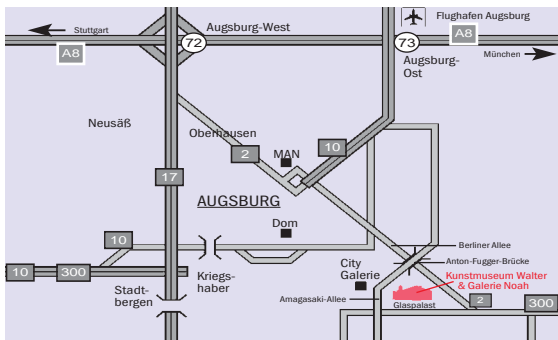 Stuttgart
A8
Augsburg-West
72
Flughafen Augsburg
A8
73
München
Augsburg-
Ost
Neusäß
Oberhausen
2
MAN
10
17
AUGSBURG
Dom
10
10
300
Stadt-
bergen
Kriegs-
haber
City
Galerie
Berliner Allee
Anton-Fugger-Brücke
Kunstmuseum Walter
& Galerie Noah
Amagasaki-Allee
Glaspalast
2
300